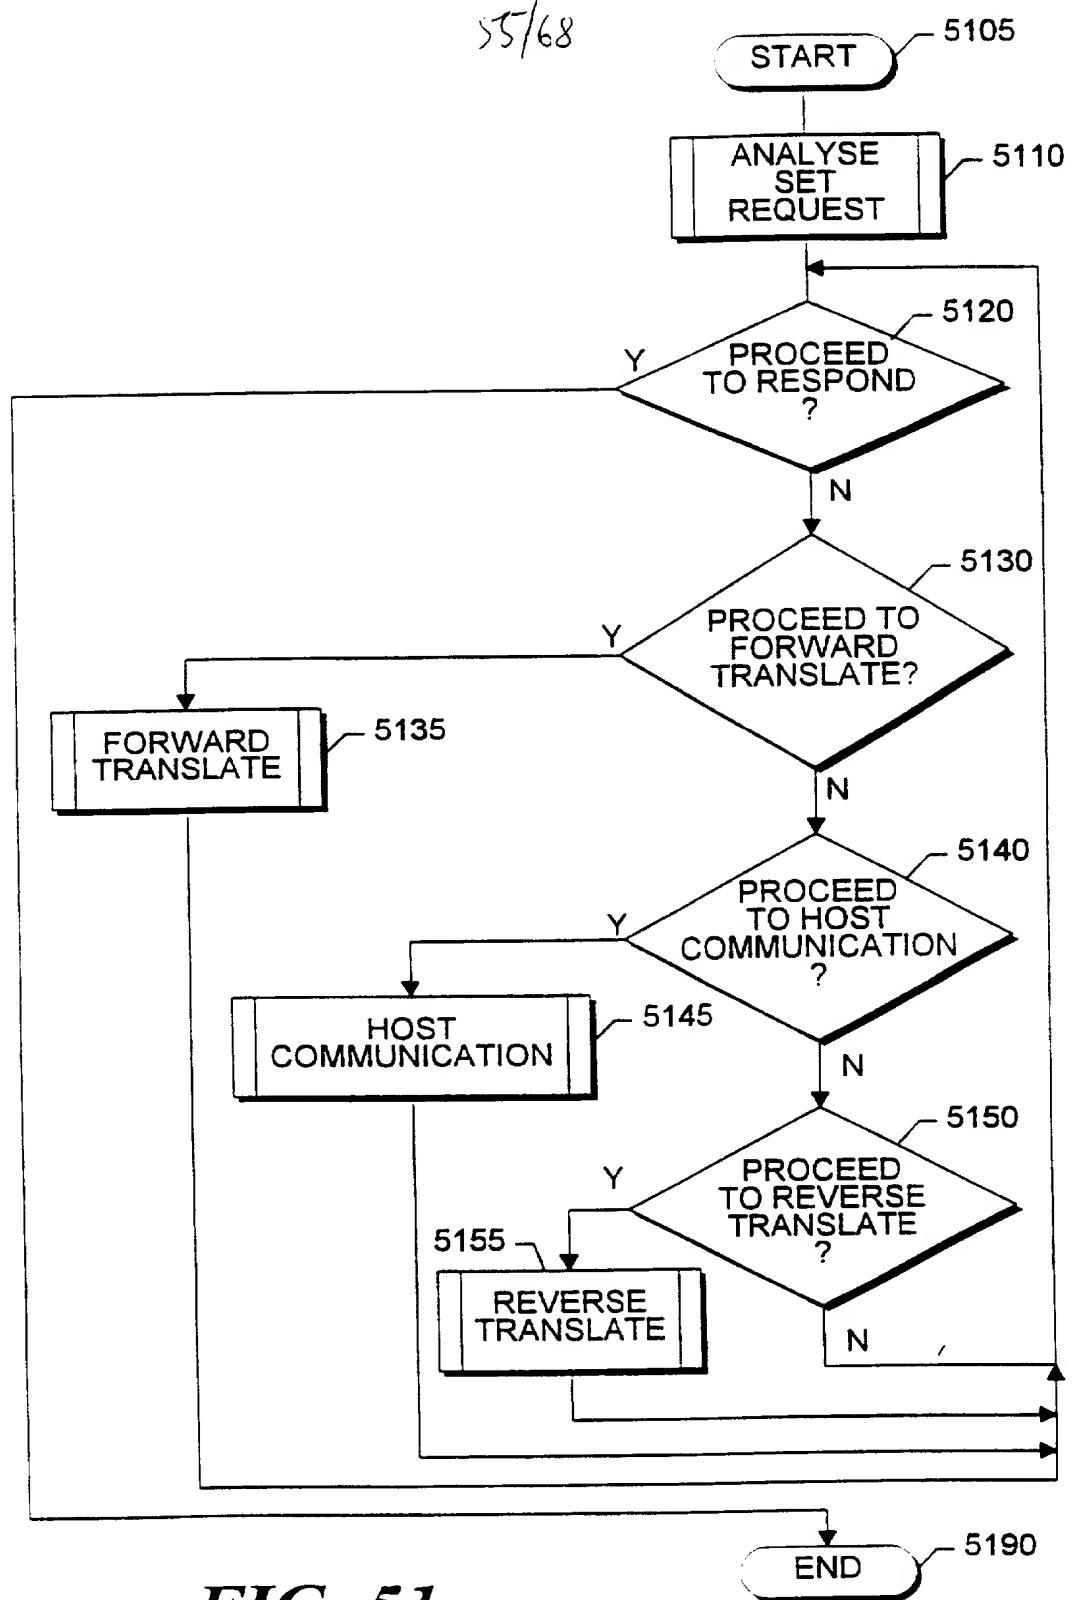 55/68
START
5105
ANALYSE
SET
REQUEST
5110
5120
Y
PROCEED
TO RESPOND
?
N
5130
Y
PROCEED TO
FORWARD
TRANSLATE?
N
FORWARD
TRANSLATE
5135
5140
Y
PROCEED
TO HOST
COMMUNICATION
?
N
HOST
COMMUNICATION
5145
5150
Y
PROCEED
TO REVERSE
TRANSLATE
?
N
5155
REVERSE
TRANSLATE
END
5190
FIG. 51